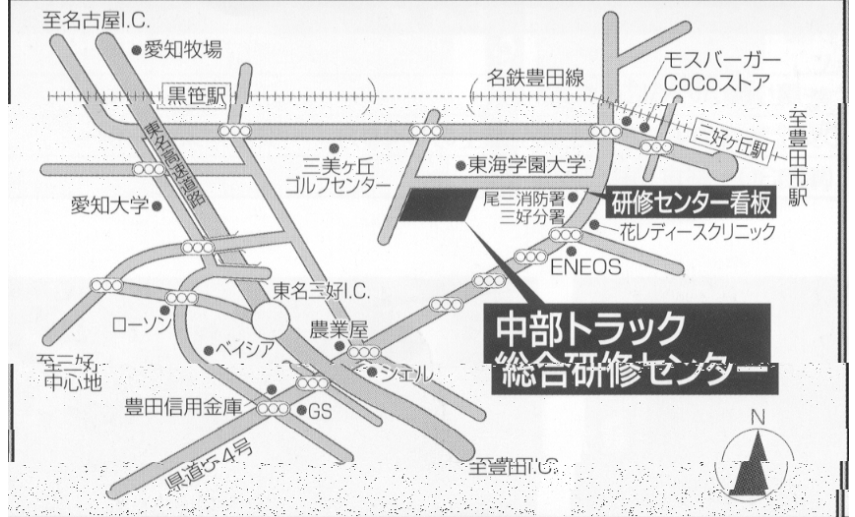 至名古屋I.C.
愛知牧場
黒笹駅
名鉄豊田線
モスバーガー
CoCoストア
三好ヶ丘駅
至豊田市駅
東名高速道路
三美ヶ丘
ゴルフセンター
東海学園大学
愛知大学
尾三消防署
三好分署
研修センター看板
花レディースクリニック
ENEOS
東名三好I.C.
ローソン
農業屋
中部トラック
総合研修センター
ベイシア
至三好
中心地
シェル
豊田信用金庫
GS
県道54号
至豊田I.C.
N